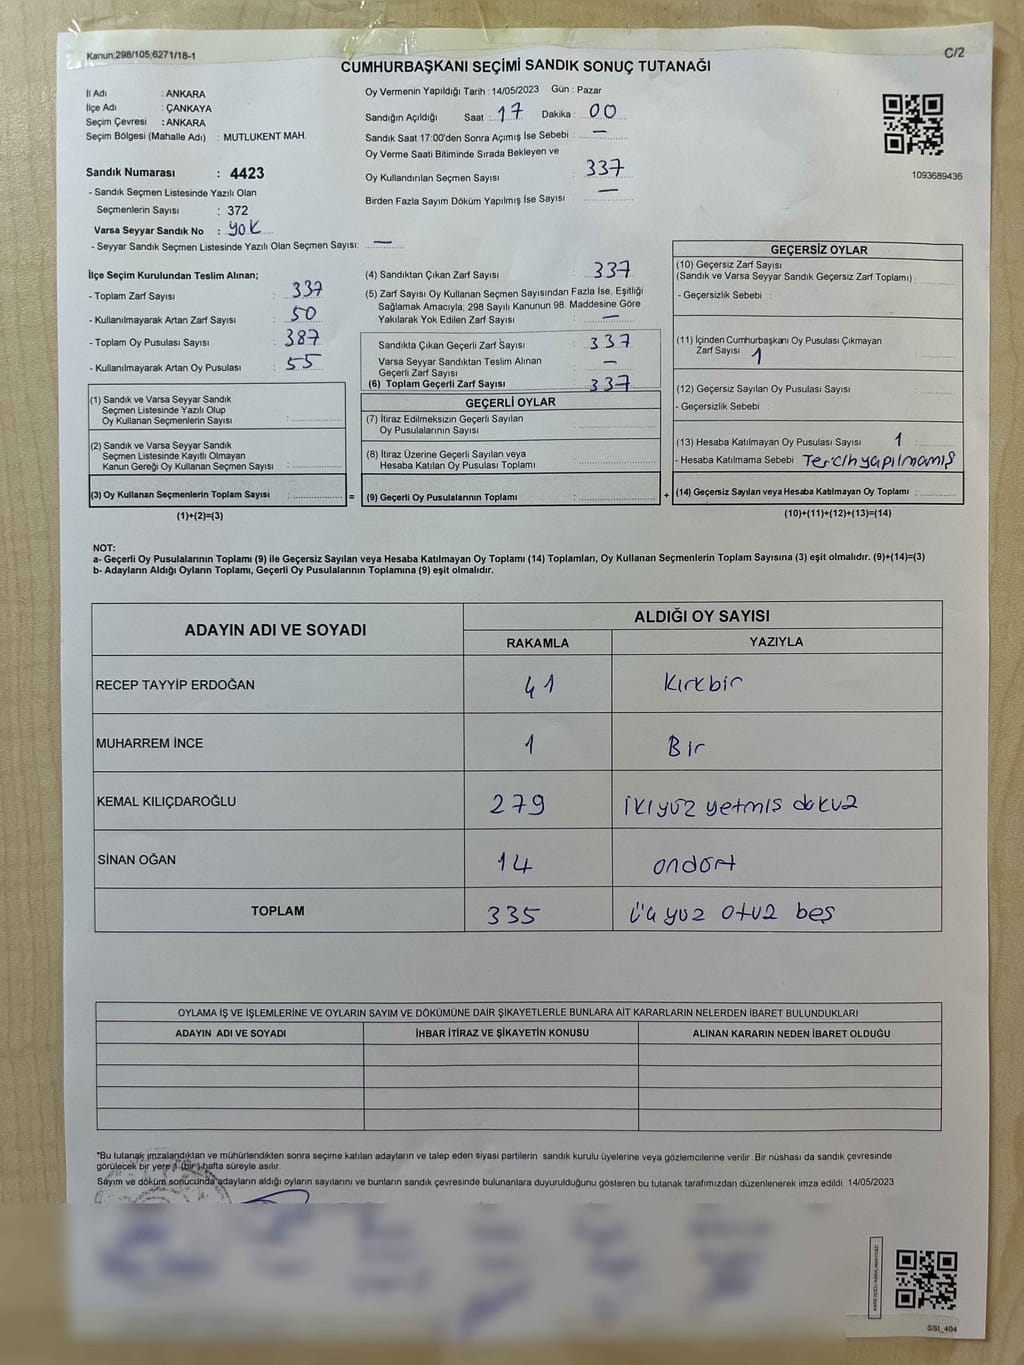 Kanun:298/105;6271/18-1
C/2
CUMHURBAŞKANI SEÇİMİ SANDIK SONUÇ TUTANAĞI
İl Adı : ANKARA
İlçe Adı : ÇANKAYA
Seçim Çevresi : ANKARA
Seçim Bölgesi (Mahalle Adı) : MUTLUKENT MAH.
Sandık Numarası : 4423
- Sandık Seçmen Listesinde Yazılı Olan
Seçmenlerin Sayısı : 372
Varsa Seyyar Sandık No : yok
- Seyyar Sandık Seçmen Listesinde Yazılı Olan Seçmen Sayısı: —
Oy Vermenin Yapıldığı Tarih : 14/05/2023 Gün : Pazar
Sandığın Açıldığı Saat : 17 Dakika : 00
Sandık Saat 17:00'den Sonra Açımış İse Sebebi : —
Oy Verme Saati Bitiminde Sırada Bekleyen ve
Oy Kullandırılan Seçmen Sayısı : 337
Birden Fazla Sayım Döküm Yapılmış İse Sayısı : —
1093689436
İlçe Seçim Kurulundan Teslim Alınan;
- Toplam Zarf Sayısı : 337
- Kullanılmayarak Artan Zarf Sayısı : 50
- Toplam Oy Pusulası Sayısı : 387
- Kullanılmayarak Artan Oy Pusulası : 55
(1) Sandık ve Varsa Seyyar Sandık
Seçmen Listesinde Yazılı Olup
Oy Kullanan Seçmenlerin Sayısı :
(2) Sandık ve Varsa Seyyar Sandık
Seçmen Listesinde Kayıtlı Olmayan
Kanun Gereği Oy Kullanan Seçmen Sayısı :
(3) Oy Kullanan Seçmenlerin Toplam Sayısı : =
(1)+(2)=(3)
(4) Sandıktan Çıkan Zarf Sayısı : 337
(5) Zarf Sayısı Oy Kullanan Seçmen Sayısından Fazla İse, Eşitliği
Sağlamak Amacıyla; 298 Sayılı Kanunun 98. Maddesine Göre
Yakılarak Yok Edilen Zarf Sayısı : —
Sandıkta Çıkan Geçerli Zarf Sayısı : 337
Varsa Seyyar Sandıktan Teslim Alınan
Geçerli Zarf Sayısı : —
(6) Toplam Geçerli Zarf Sayısı : 337
GEÇERLİ OYLAR
(7) İtiraz Edilmeksizin Geçerli Sayılan
Oy Pusulalarının Sayısı :
(8) İtiraz Üzerine Geçerli Sayılan veya
Hesaba Katılan Oy Pusulası Toplamı :
(9) Geçerli Oy Pusulalarının Toplamı : +
GEÇERSİZ OYLAR
(10) Geçersiz Zarf Sayısı
(Sandık ve Varsa Seyyar Sandık Geçersiz Zarf Toplamı) :
- Geçersizlik Sebebi :
(11) İçinden Cumhurbaşkanı Oy Pusulası Çıkmayan
Zarf Sayısı 1
(12) Geçersiz Sayılan Oy Pusulası Sayısı
- Geçersizlik Sebebi :
(13) Hesaba Katılmayan Oy Pusulası Sayısı 1
- Hesaba Katılmama Sebebi Tercih yapılmamış
(14) Geçersiz Sayılan veya Hesaba Katılmayan Oy Toplamı :
(10)+(11)+(12)+(13)=(14)
NOT:
a- Geçerli Oy Pusulalarının Toplamı (9) ile Geçersiz Sayılan veya Hesaba Katılmayan Oy Toplamı (14) Toplamları, Oy Kullanan Seçmenlerin Toplam Sayısına (3) eşit olmalıdır. (9)+(14)=(3)
b- Adayların Aldığı Oyların Toplamı, Geçerli Oy Pusulalarının Toplamına (9) eşit olmalıdır.
ADAYIN ADI VE SOYADI
ALDIĞI OY SAYISI
RAKAMLA YAZIYLA
RECEP TAYYİP ERDOĞAN 41 Kırkbir
MUHARREM İNCE 1 Bir
KEMAL KILIÇDAROĞLU 279 ikiyüz yetmis dokuz
SİNAN OĞAN 14 ondört
TOPLAM 335 üç yuz otuz beş
OYLAMA İŞ VE İŞLEMLERİNE VE OYLARIN SAYIM VE DÖKÜMÜNE DAİR ŞİKAYETLERLE BUNLARA AİT KARARLARIN NELERDEN İBARET BULUNDUKLARI
ADAYIN ADI VE SOYADI İHBAR İTİRAZ VE ŞİKAYETİN KONUSU ALINAN KARARIN NEDEN İBARET OLDUĞU
*Bu tutanak imzalandıktan ve mühürlendikten sonra seçime katılan adayların ve talep eden siyasi partilerin sandık kurulu üyelerine veya gözlemcilerine verilir. Bir nüshası da sandık çevresinde
görülecek bir yere 1 (bir) hafta süreyle asılır.
Sayım ve döküm sonucunda adayların aldığı oyların sayılarını ve bunların sandık çevresinde bulunanlara duyurulduğunu gösteren bu tutanak tarafımızdan düzenlenerek imza edildi. 14/05/2023
SSI_404